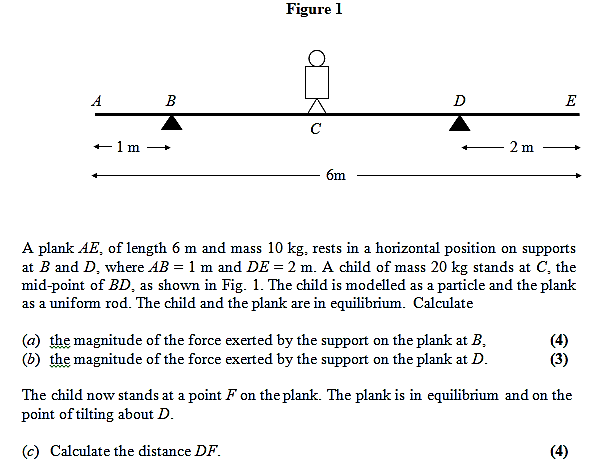 Figure 1
A B D E
C
1 m 2 m
6m
A plank AE, of length 6 m and mass 10 kg, rests in a horizontal position on supports
at B and D, where AB = 1 m and DE = 2 m. A child of mass 20 kg stands at C, the
mid-point of BD, as shown in Fig. 1. The child is modelled as a particle and the plank
as a uniform rod. The child and the plank are in equilibrium. Calculate
(a) the magnitude of the force exerted by the support on the plank at B, (4)
(b) the magnitude of the force exerted by the support on the plank at D. (3)
The child now stands at a point F on the plank. The plank is in equilibrium and on the
point of tilting about D.
(c) Calculate the distance DF. (4)